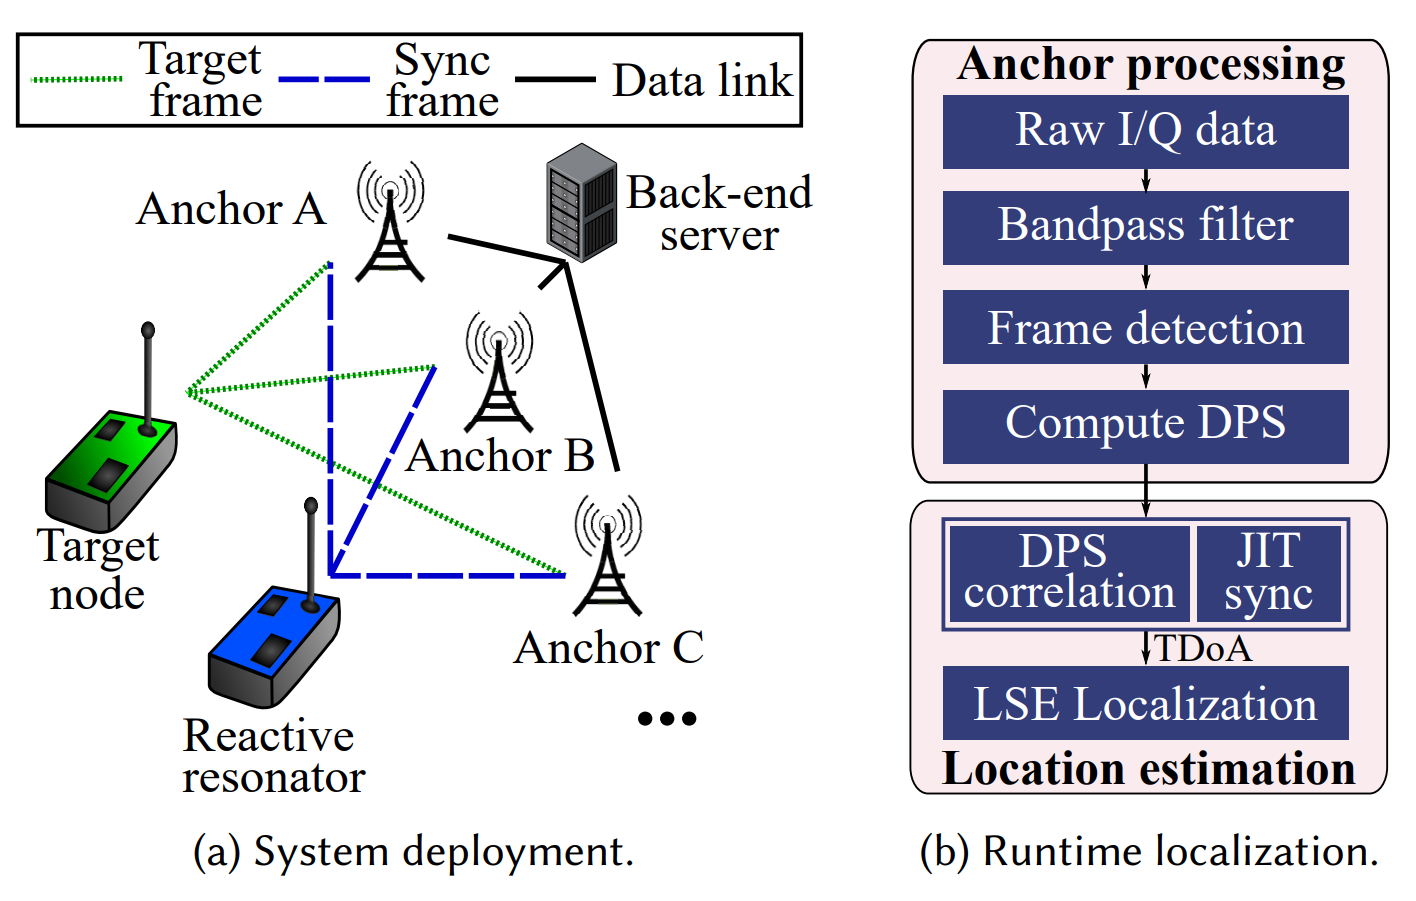 Target
frame
Sync
frame
Data link
Anchor A
Back-end
server
Anchor B
Target
node
Anchor C
Reactive
resonator
(a) System deployment.
Anchor processing
Raw I/Q data
Bandpass filter
Frame detection
Compute DPS
DPS
correlation
JIT
sync
TDoA
LSE Localization
Location estimation
(b) Runtime localization.